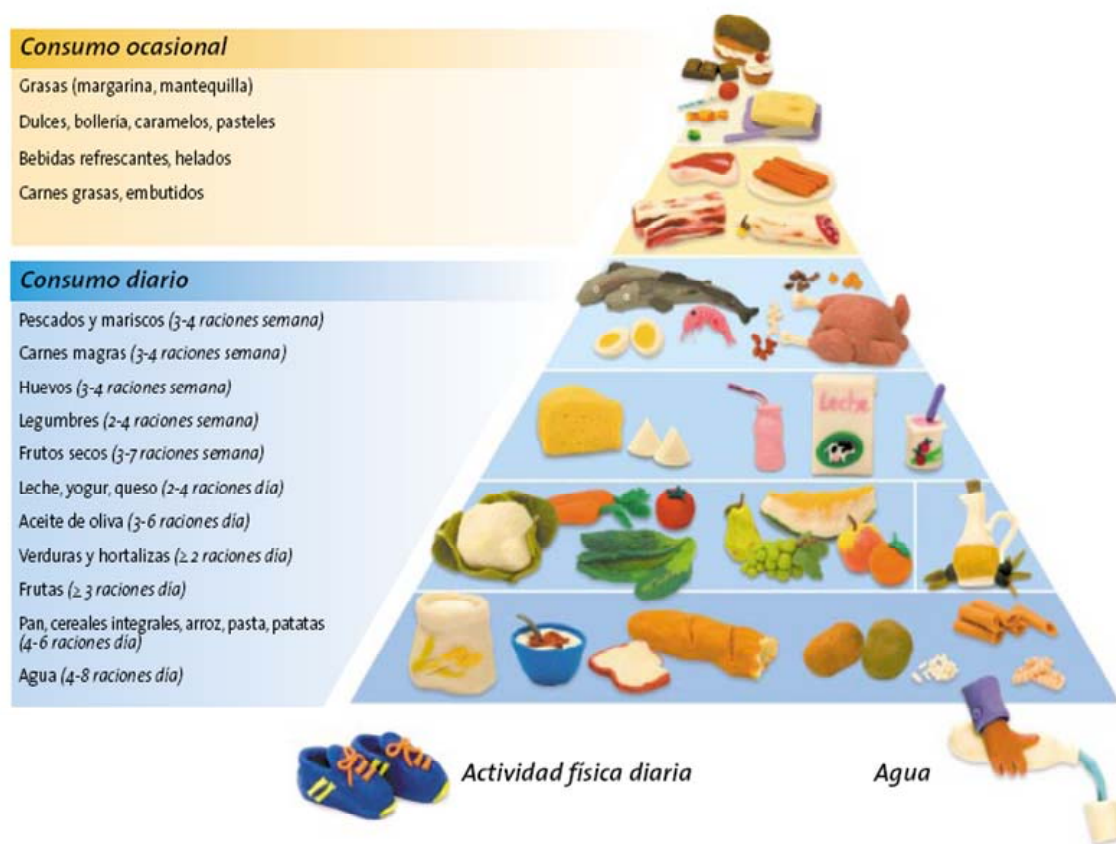 Consumo ocasional
Grasas (margarina, mantequilla)
Dulces, bollería, caramelos, pasteles
Bebidas refrescantes, helados
Carnes grasas, embutidos
Consumo diario
Pescados y mariscos (3-4 raciones semana)
Carnes magras (3-4 raciones semana)
Huevos (3-4 raciones semana)
Legumbres (2-4 raciones semana)
Frutos secos (3-7 raciones semana)
Leche, yogur, queso (2-4 raciones día)
Aceite de oliva (3-6 raciones día)
Verduras y hortalizas (≥ 2 raciones día)
Frutas (≥ 3 raciones día)
Pan, cereales integrales, arroz, pasta, patatas
(4-6 raciones día)
Agua (4-8 raciones día)
Leche
Actividad física diaria
Agua